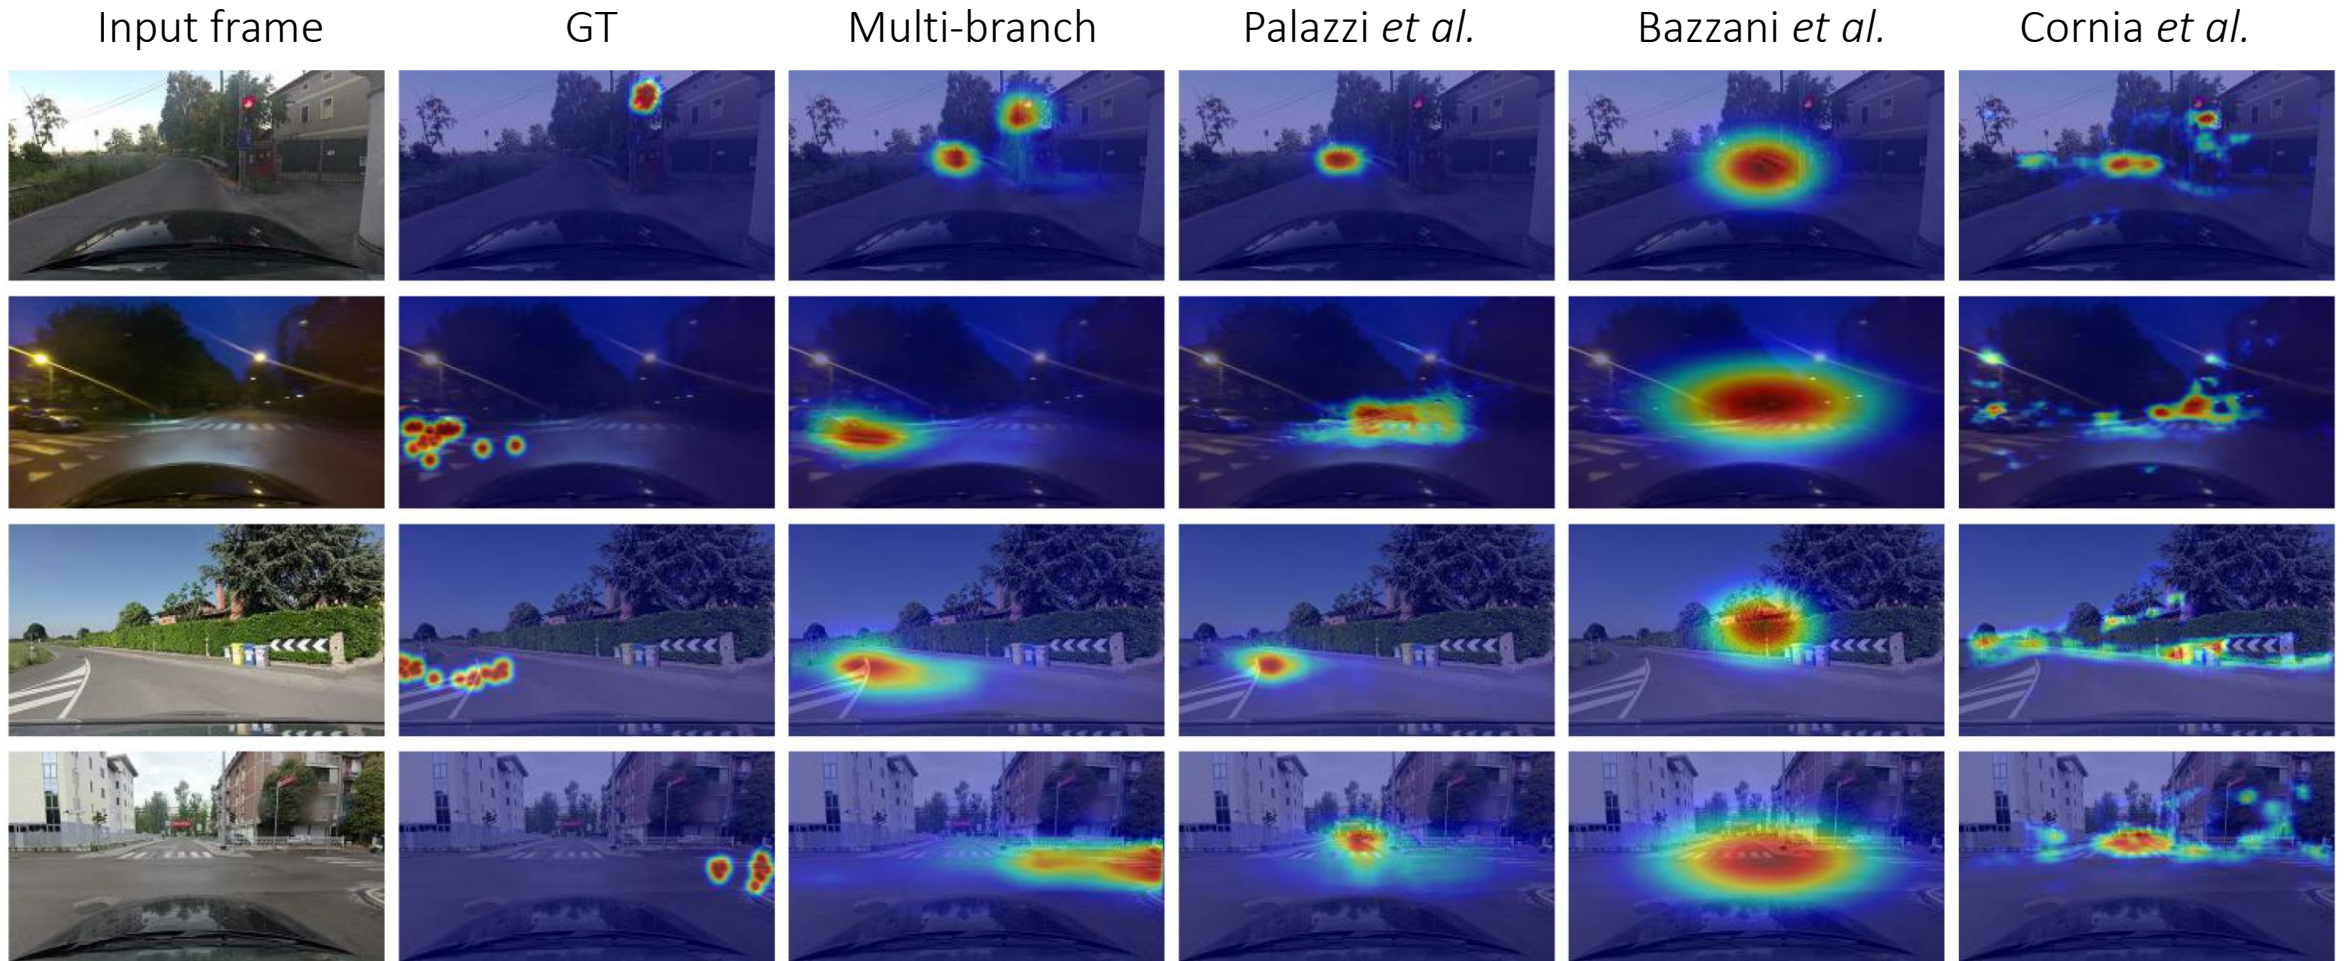 Input frame GT Multi-branch Palazzi et al. Bazzani et al. Cornia et al.